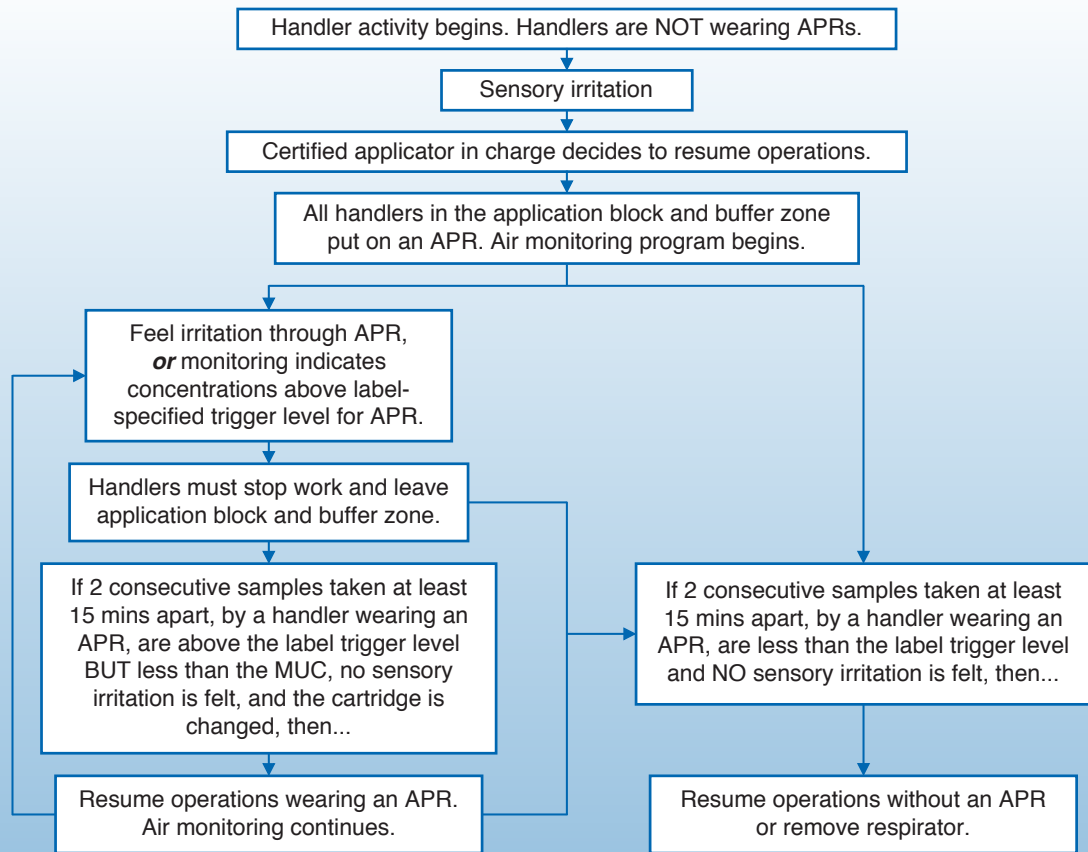 Handler activity begins. Handlers are NOT wearing APRs.
Sensory irritation
Certified applicator in charge decides to resume operations.
All handlers in the application block and buffer zone
put on an APR. Air monitoring program begins.
Feel irritation through APR,
or monitoring indicates
concentrations above label-
specified trigger level for APR.
Handlers must stop work and leave
application block and buffer zone.
If 2 consecutive samples taken at least
15 mins apart, by a handler wearing an
APR, are above the label trigger level
BUT less than the MUC, no sensory
irritation is felt, and the cartridge is
changed, then...
Resume operations wearing an APR.
Air monitoring continues.
If 2 consecutive samples taken at least
15 mins apart, by a handler wearing an
APR, are less than the label trigger level
and NO sensory irritation is felt, then...
Resume operations without an APR
or remove respirator.